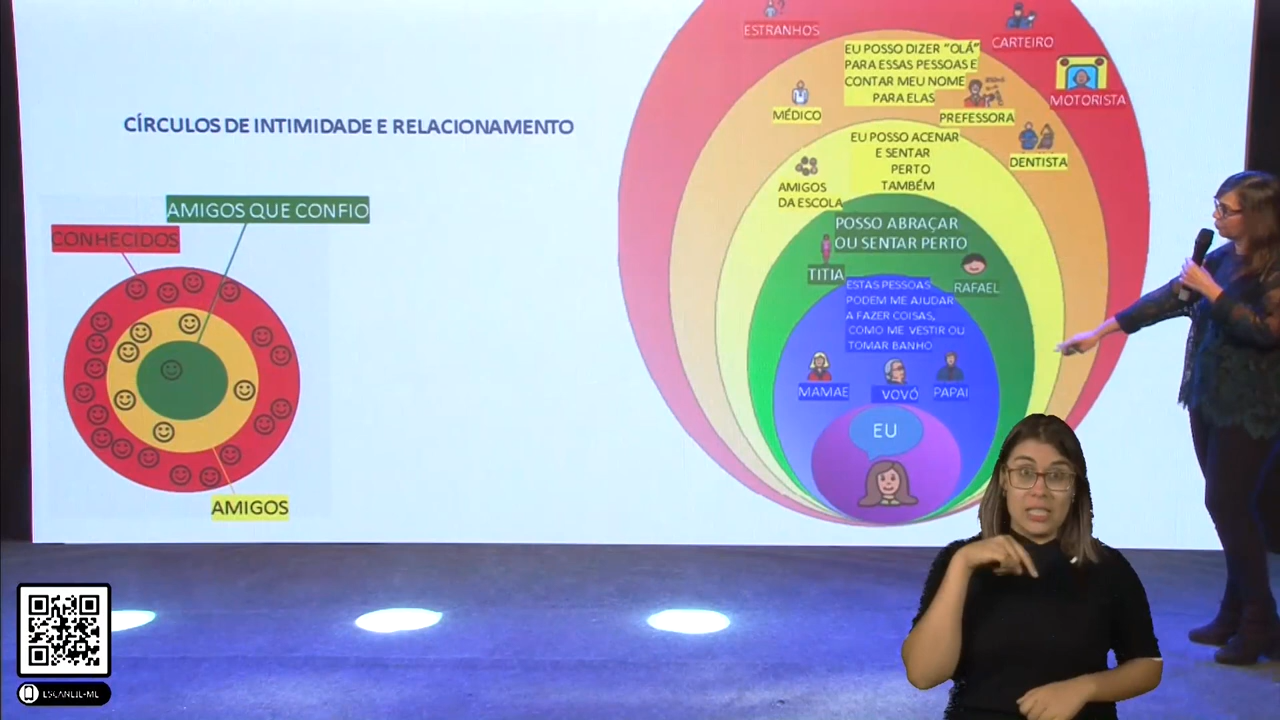 CÍRCULOS DE INTIMIDADE E RELACIONAMENTO
AMIGOS QUE CONFIO
CONHECIDOS
AMIGOS
ESTRANHOS
CARTEIRO
MOTORISTA
EU POSSO DIZER “OLÁ”
PARA ESSAS PESSOAS E
CONTAR MEU NOME
PARA ELAS
MÉDICO
PREFESSORA
DENTISTA
EU POSSO ACENAR
E SENTAR
PERTO
TAMBÉM
AMIGOS
DA ESCOLA
POSSO ABRAÇAR
OU SENTAR PERTO
TITIA
RAFAEL
ESTAS PESSOAS
PODEM ME AJUDAR
A FAZER COISAS,
COMO ME VESTIR OU
TOMAR BANHO
MAMAE
VOVÓ
PAPAI
EU
ESCANEIE-ME